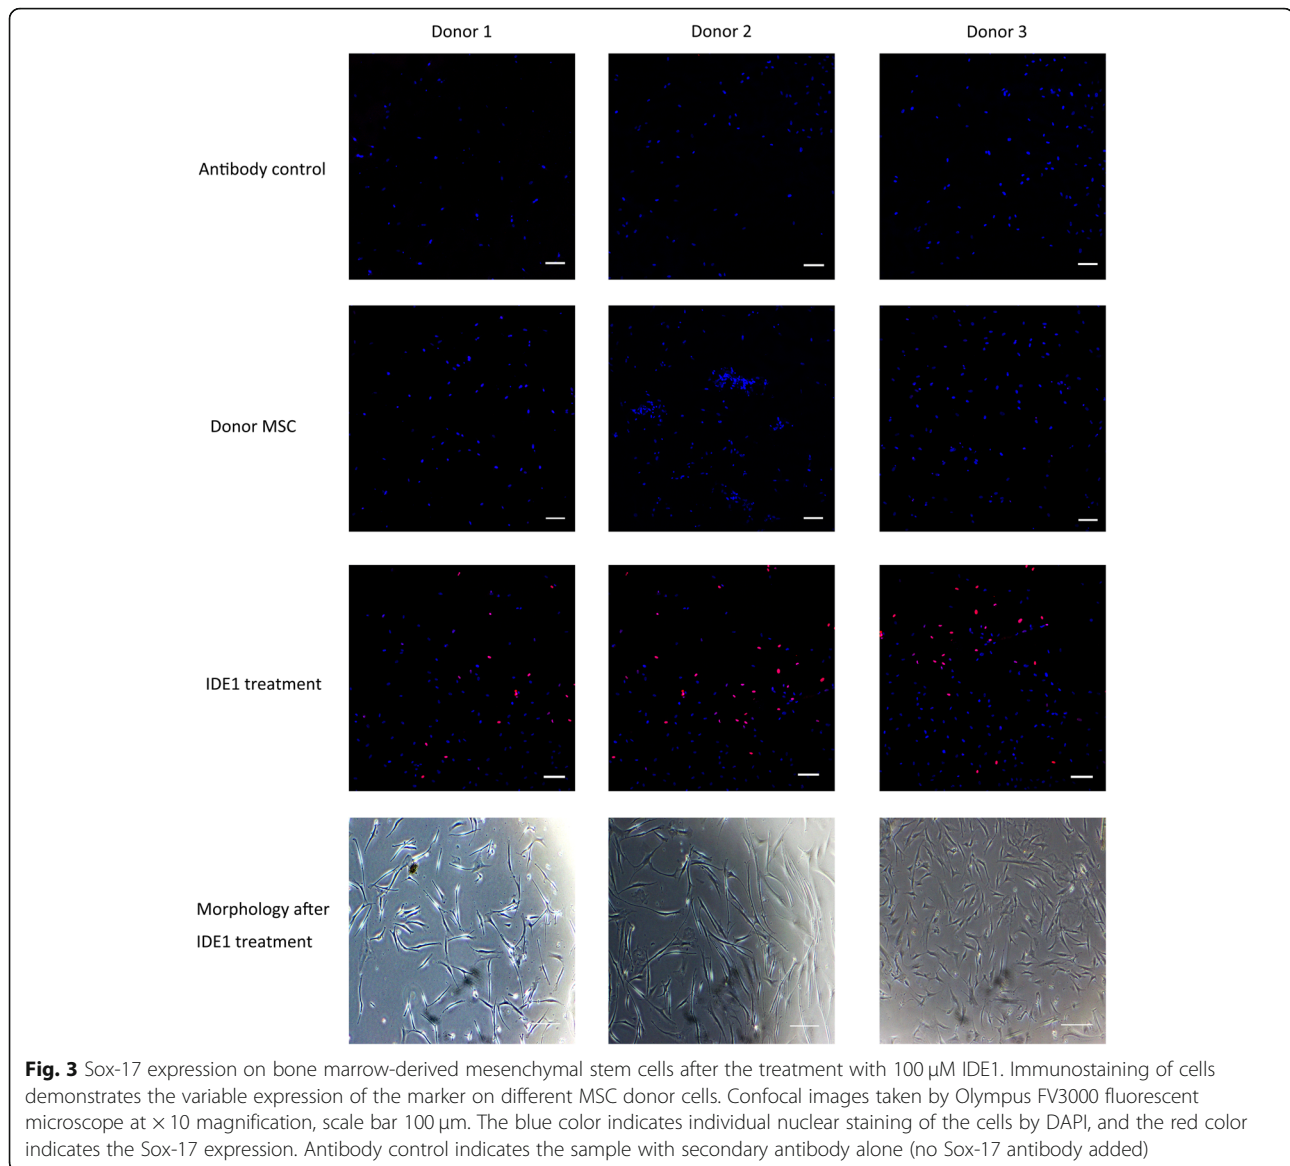 Donor 1 Donor 2 Donor 3
Antibody control
Donor MSC
IDE1 treatment
Morphology after
IDE1 treatment
Fig. 3 Sox-17 expression on bone marrow-derived mesenchymal stem cells after the treatment with 100 μM IDE1. Immunostaining of cells
demonstrates the variable expression of the marker on different MSC donor cells. Confocal images taken by Olympus FV3000 fluorescent
microscope at × 10 magnification, scale bar 100 μm. The blue color indicates individual nuclear staining of the cells by DAPI, and the red color
indicates the Sox-17 expression. Antibody control indicates the sample with secondary antibody alone (no Sox-17 antibody added)